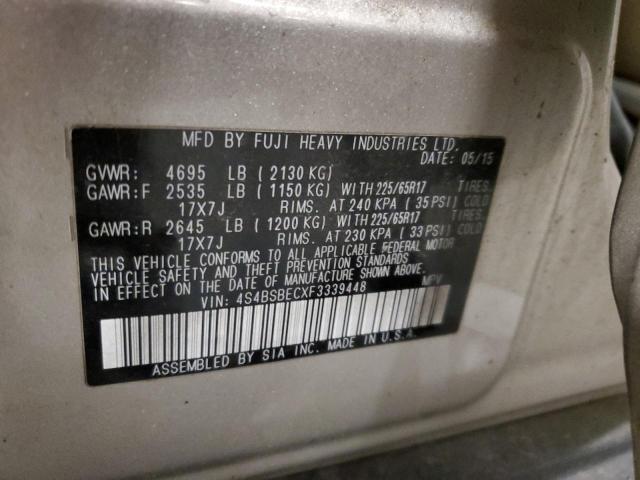 MFD BY FUJI HEAVY INDUSTRIES LTD.
DATE: 05/15
GVWR: 4695 LB (2130 KG)
GAWR:F 2535 LB (1150 KG) WITH 225/65R17 TIRES,
17X7J RIMS. AT 240 KPA (35 PSI) COLD
GAWR:R 2645 LB (1200 KG) WITH 225/65R17 TIRES,
17X7J RIMS. AT 230 KPA (33 PSI) COLD
THIS VEHICLE CONFORMS TO ALL APPLICABLE FEDERAL MOTOR
VEHICLE SAFETY AND THEFT PREVENTION STANDARDS
IN EFFECT ON THE DATE OF MANUFACTURE SHOWN ABOVE.
VIN: 4S4BSBECXF3339448 MPV
ASSEMBLED BY SIA INC. MADE IN U.S.A.